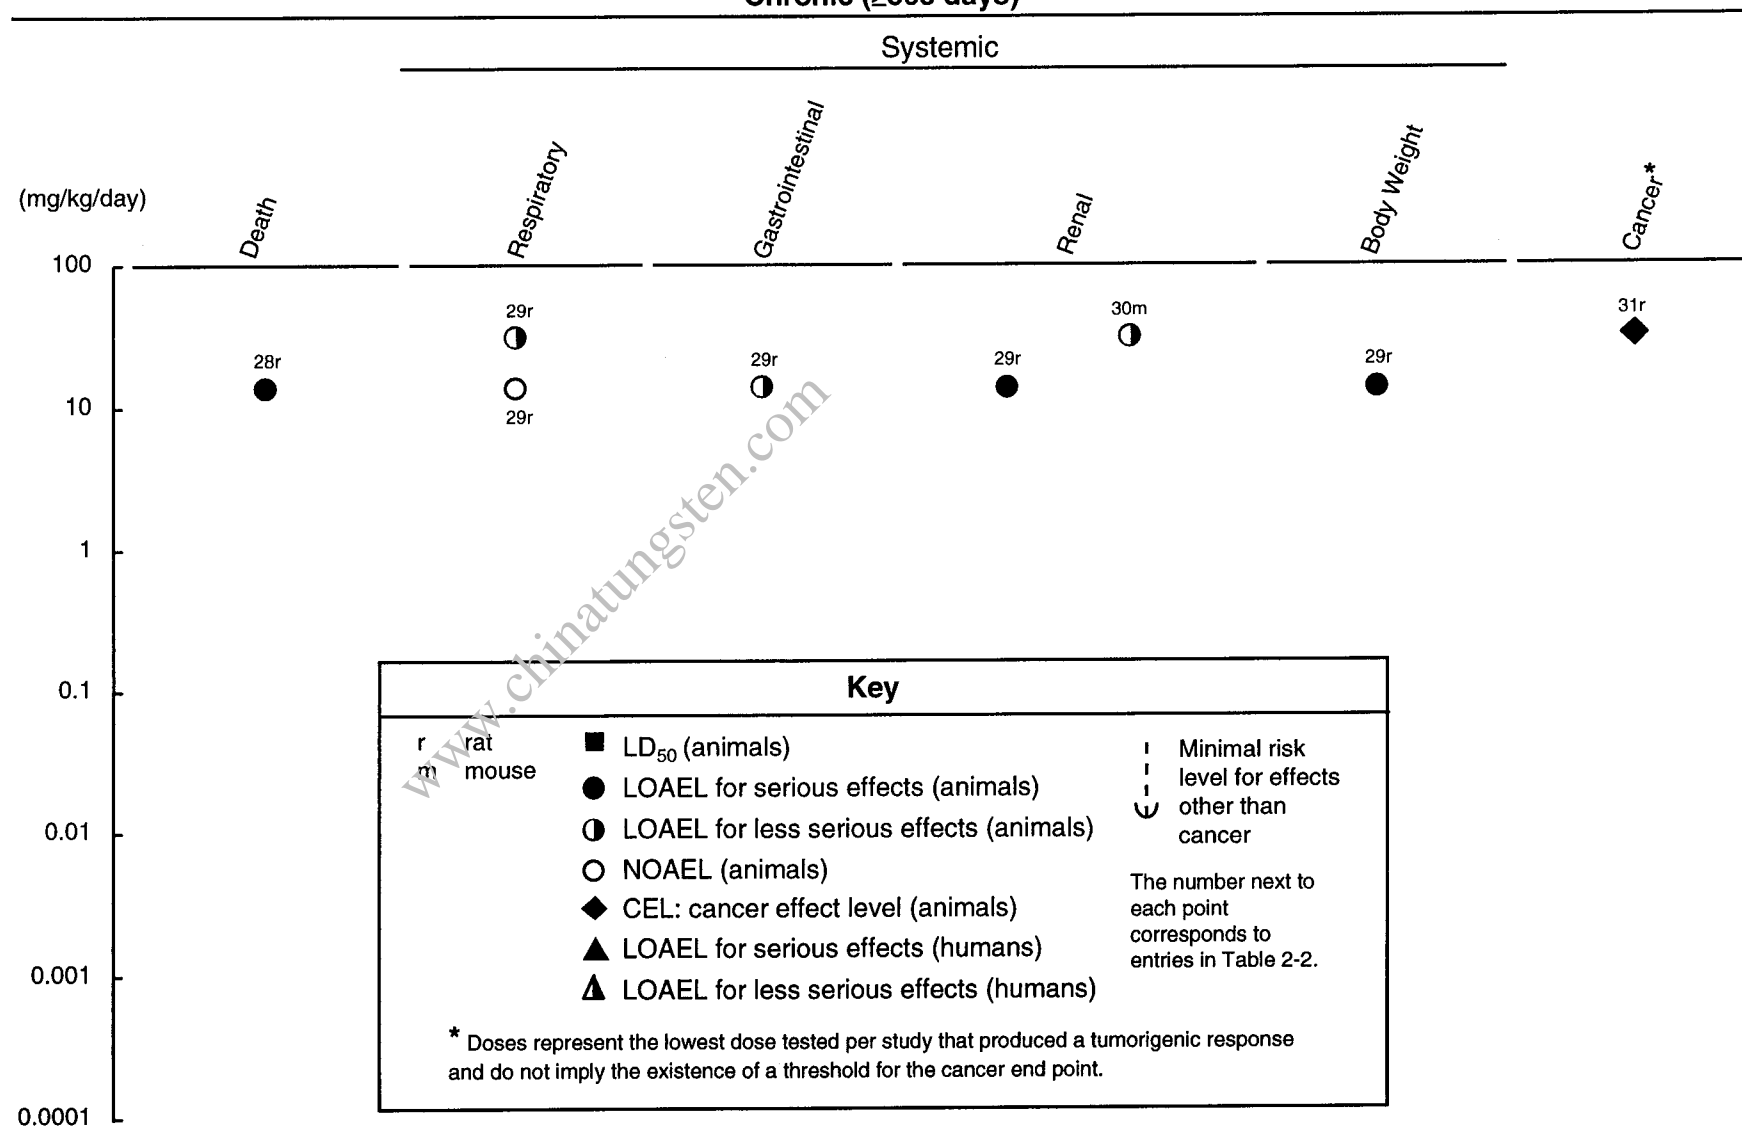 Chronic (≥365 days)
Systemic
(mg/kg/day)
Death
Respiratory
Gastrointestinal
Renal
Body Weight
Cancer*
100
10
1
0.1
0.01
0.001
0.0001
28r
29r
29r
29r
29r
30m
29r
31r
www.chinatungsten.com
Key
r rat
m mouse
LD50 (animals)
LOAEL for serious effects (animals)
LOAEL for less serious effects (animals)
NOAEL (animals)
CEL: cancer effect level (animals)
LOAEL for serious effects (humans)
LOAEL for less serious effects (humans)
Minimal risk
level for effects
other than
cancer
The number next to
each point
corresponds to
entries in Table 2-2.
* Doses represent the lowest dose tested per study that produced a tumorigenic response
and do not imply the existence of a threshold for the cancer end point.